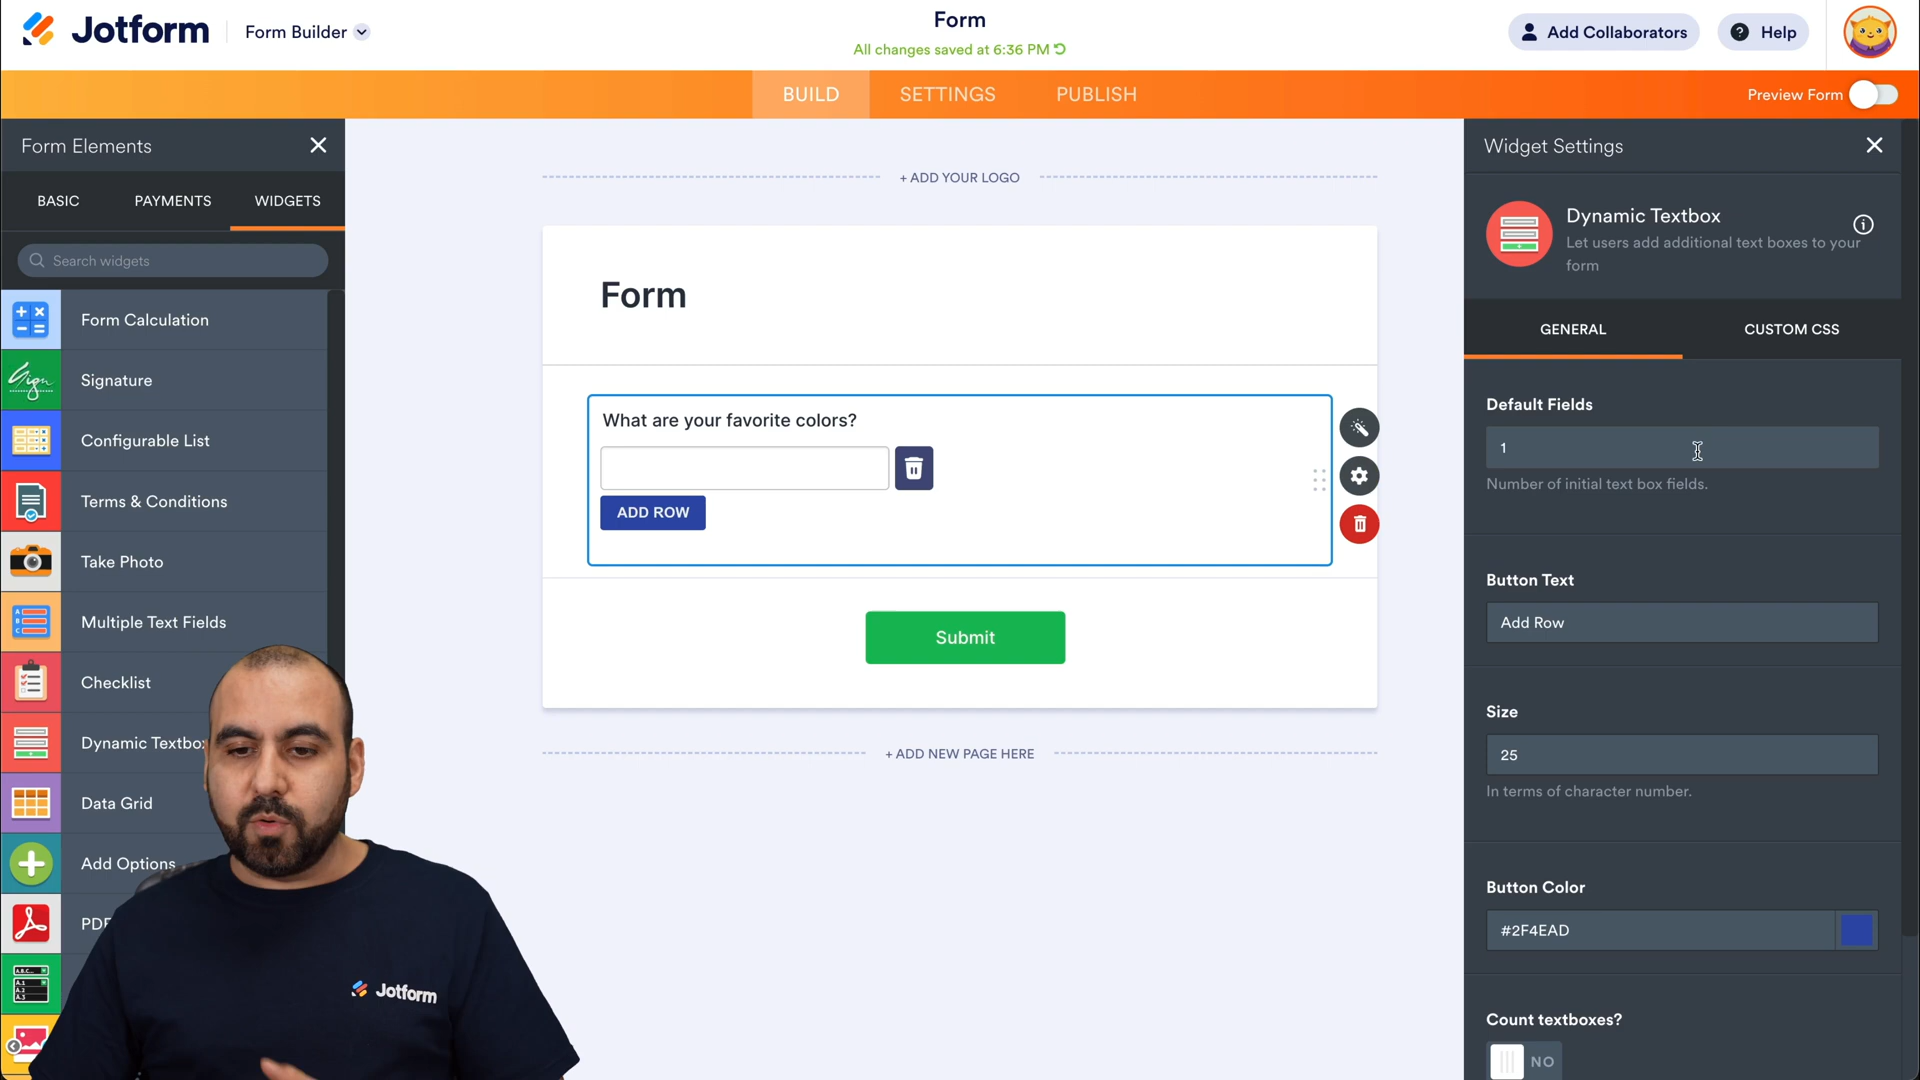 Jotform
Form Builder
Form
All changes saved at 6:36 PM
Add Collaborators
Help
BUILD
SETTINGS
PUBLISH
Preview Form
Form Elements
BASIC
PAYMENTS
WIDGETS
Search widgets
Form Calculation
Sign
Signature
Configurable List
Terms & Conditions
Take Photo
Multiple Text Fields
Checklist
Dynamic Textbo
Data Grid
Add Options
PDF
+ ADD YOUR LOGO
Form
What are your favorite colors?
ADD ROW
Submit
+ ADD NEW PAGE HERE
Widget Settings
Dynamic Textbox
Let users add additional text boxes to your
form
GENERAL
CUSTOM CSS
Default Fields
1
Number of initial text box fields.
Button Text
Add Row
Size
25
In terms of character number.
Button Color
#2F4EAD
Count textboxes?
NO
Jotform